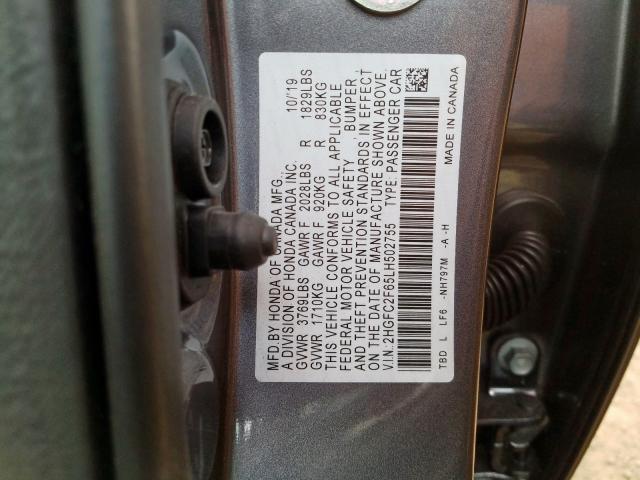 MFD.BY HONDA OF CANADA MFG. 10/19
A DIVISION OF HONDA CANADA INC.
GVWR 3769LBS GAWR F 2028LBS R 1829LBS
GVWR 1710KG GAWR F 920KG R 830KG
THIS VEHICLE CONFORMS TO ALL APPLICABLE
FEDERAL MOTOR VEHICLE SAFETY , BUMPER ,
AND THEFT PREVENTION STANDARDS IN EFFECT
ON THE DATE OF MANUFACTURE SHOWN ABOVE.
V.I.N.:2HGFC2F65LH502755 TYPE:PASSENGER CAR
TBD L LF6 -NH797M -A -H MADE IN CANADA